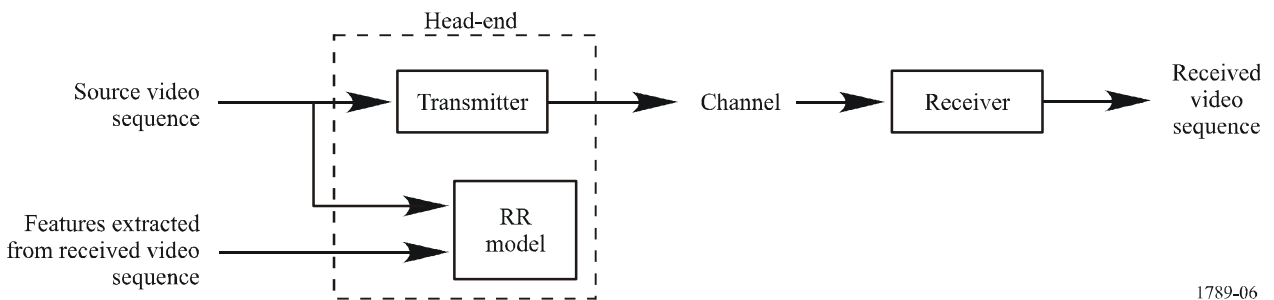 Head-end
Source video
sequence
Transmitter
Channel
Receiver
Received
video
sequence
Features extracted
from received video
sequence
RR
model
1789-06